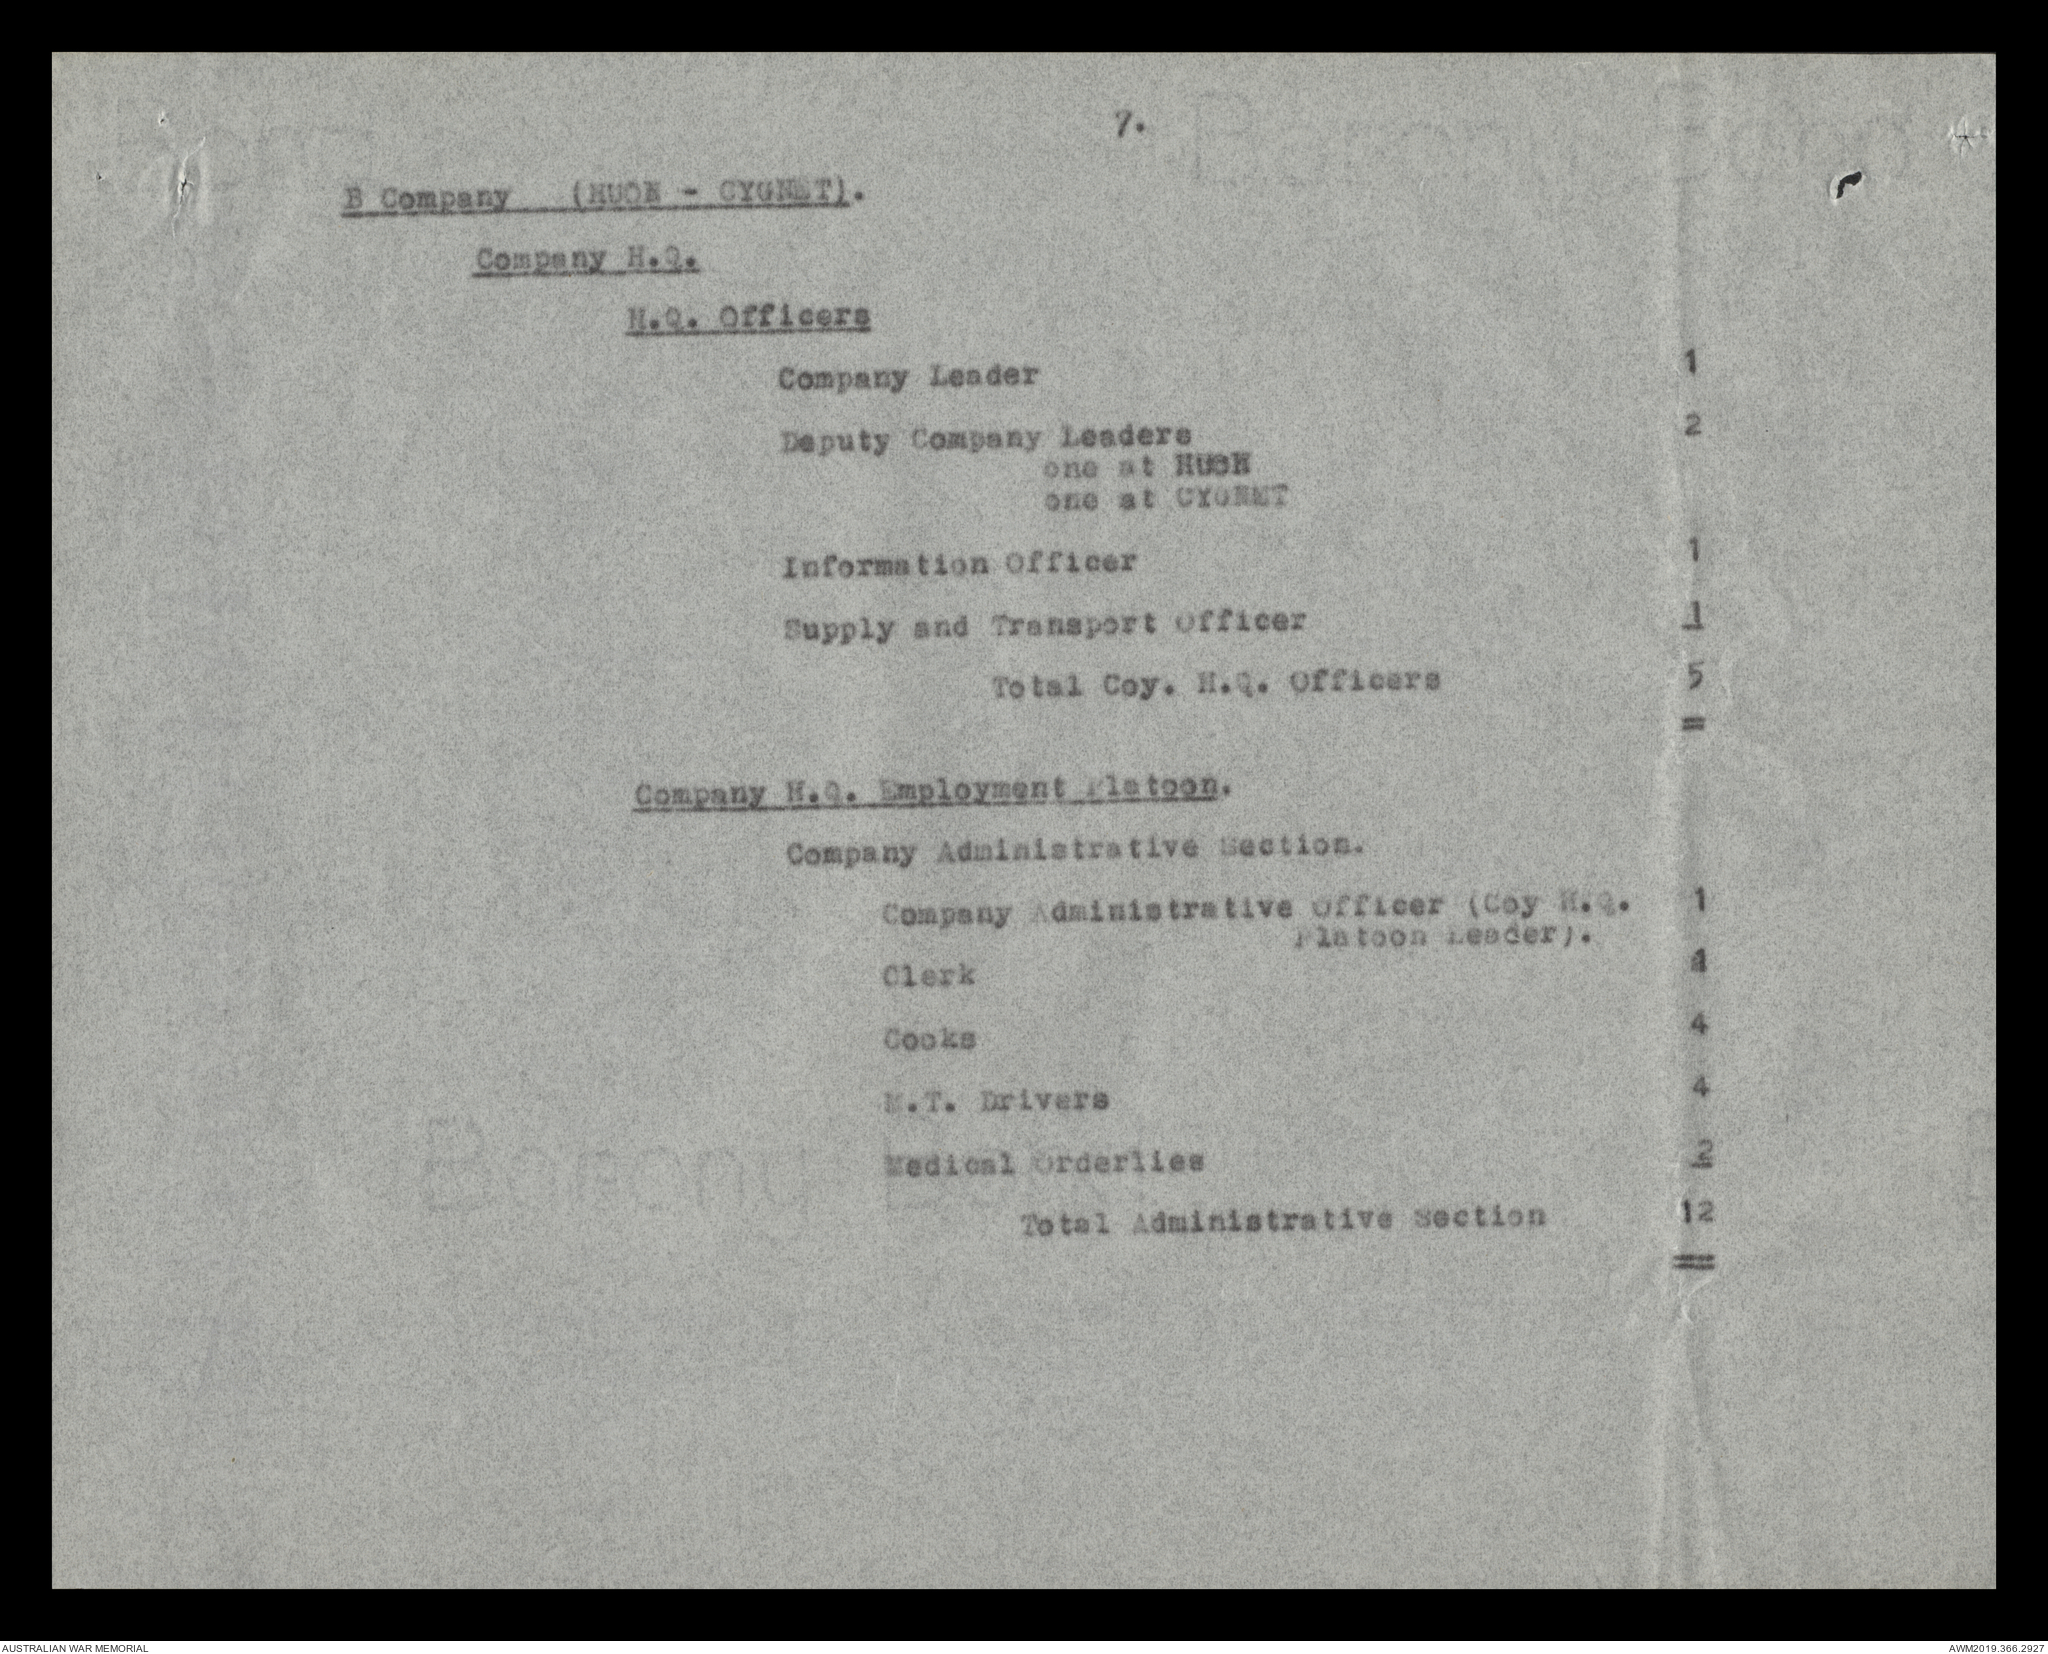 7.
B Company (HUON - CYGNET).
Company H.Q.
H.Q. Officers
Company Leader 1
Deputy Company Leaders 2
one at HUON
one at CYGNET
Information Officer 1
Supply and Transport Officer 1
Total Coy. H.Q. Officers 5
=
Company H.Q. Employment Platoon.
Company Administrative Section.
Company Administrative Officer (Coy H.Q. 1
Platoon Leader).
Clerk 1
Cooks 4
M.T. Drivers 4
Medical Orderlies 2
Total Administrative Section 12
==
AUSTRALIAN WAR MEMORIAL
AWM2019.366.2927